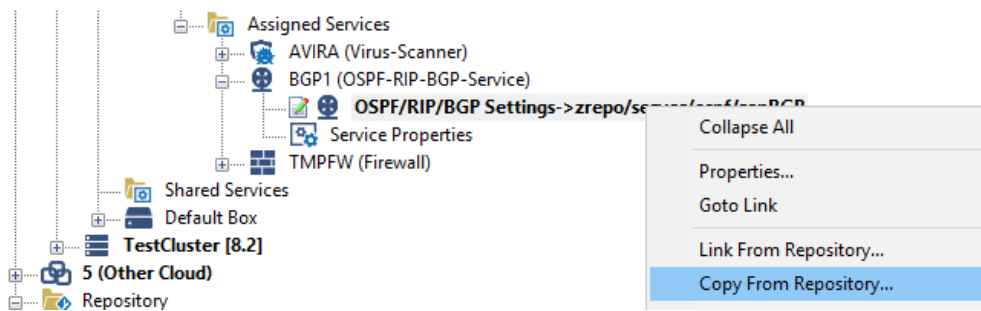 Assigned Services
AVIRA (Virus-Scanner)
BGP1 (OSPF-RIP-BGP-Service)
OSPF/RIP/BGP Settings->zrepo/server/ospf/
Service Properties
TMPFW (Firewall)
Shared Services
Default Box
TestCluster [8.2]
5 (Other Cloud)
Repository
Collapse All
Properties...
Goto Link
Link From Repository...
Copy From Repository...